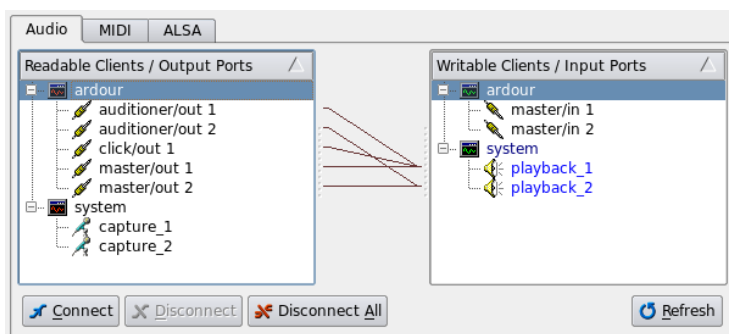 Audio MIDI ALSA
Readable Clients / Output Ports
ardour
auditioner/out 1
auditioner/out 2
click/out 1
master/out 1
master/out 2
system
capture_1
capture_2
Writable Clients / Input Ports
ardour
master/in 1
master/in 2
system
playback_1
playback_2
Connect Disconnect Disconnect All Refresh